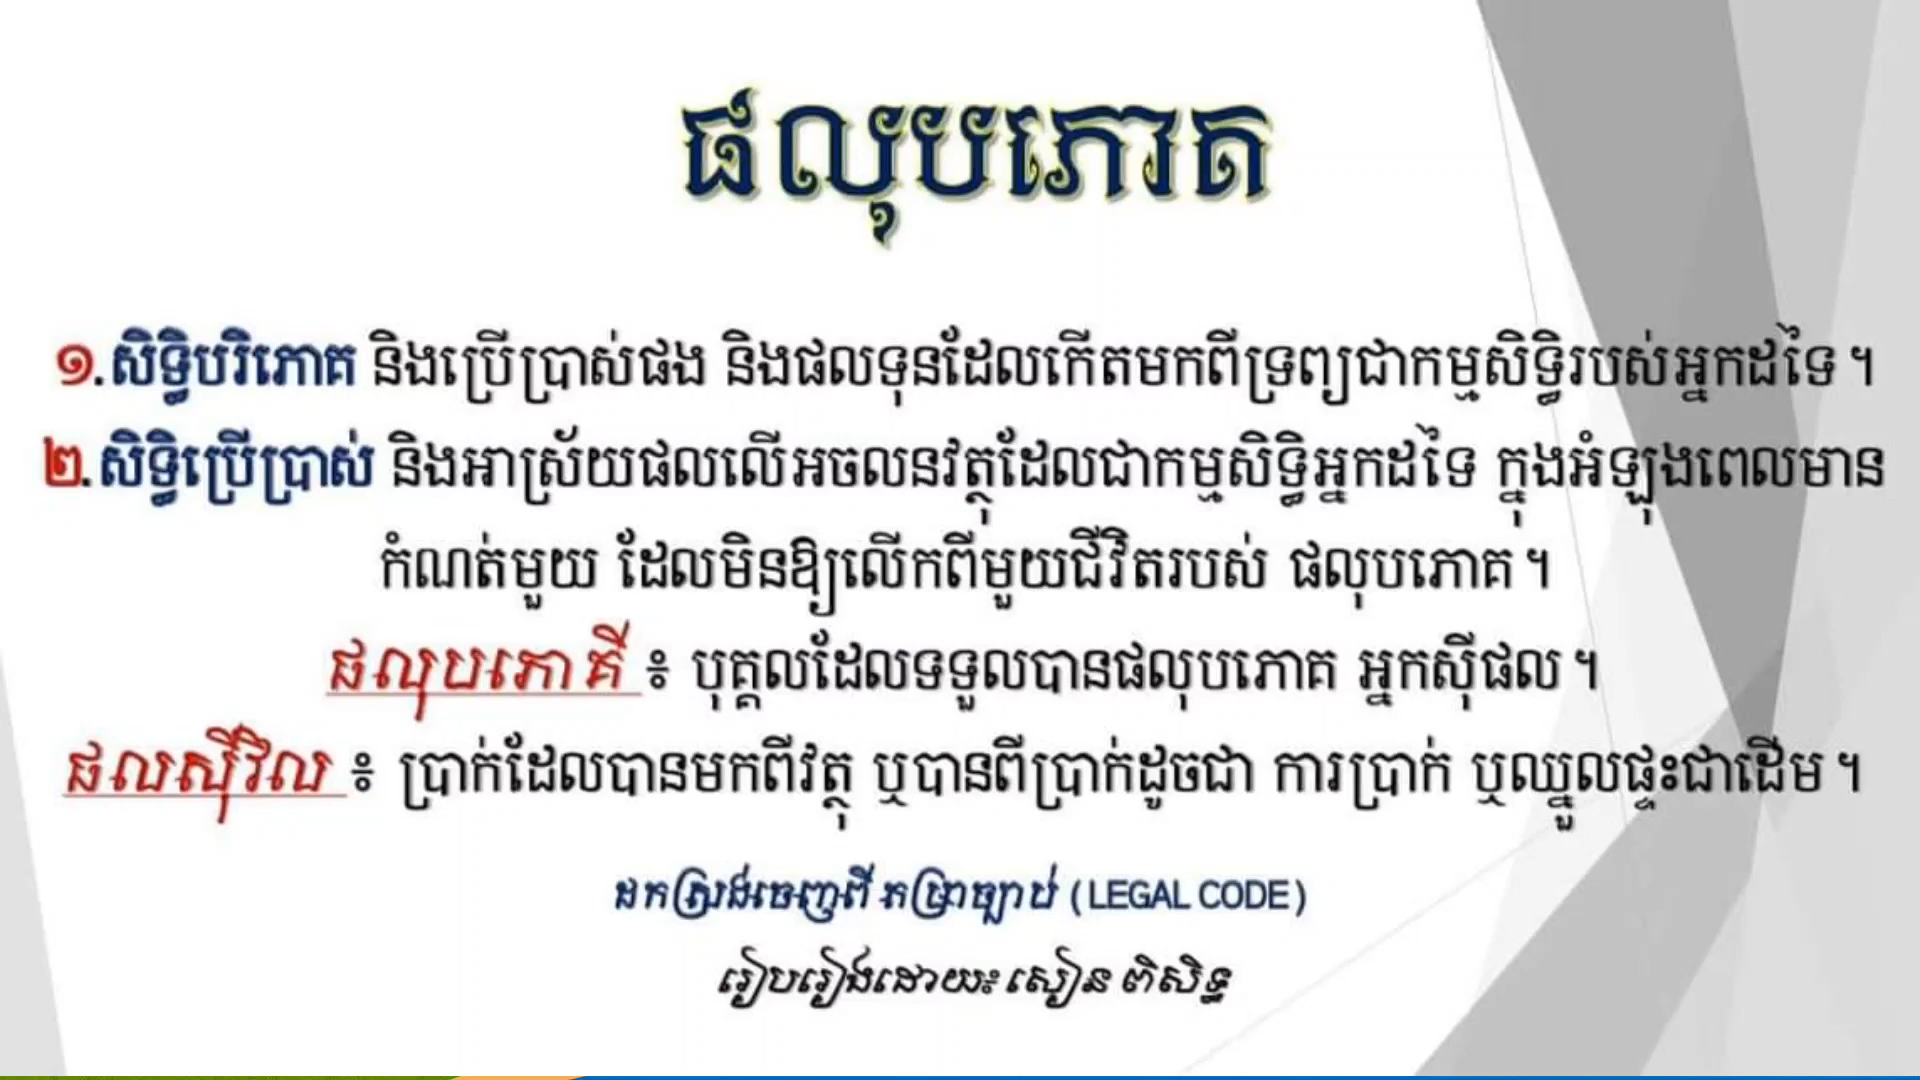 ផលុបភោគ
១.សិទ្ធិបរិភោគ និងប្រើប្រាស់ផង និងផលទុនដែលកើតមកពីទ្រព្យជាកម្មសិទ្ធិរបស់អ្នកដទៃ។
២.សិទ្ធិប្រើប្រាស់ និងអាស្រ័យផលលើអចលនវត្ថុដែលជាកម្មសិទ្ធិអ្នកដទៃ ក្នុងអំឡុងពេលមាន
កំណត់មួយ ដែលមិនឱ្យលើកពីមួយជីវិតរបស់ ផលុបភោគ។
ផលុបភោគី ៖ បុគ្គលដែលទទួលបានផលុបភោគ អ្នកស៊ីផល។
ផលស៊ីវិល ៖ ប្រាក់ដែលបានមកពីវត្ថុ ឬបានពីប្រាក់ដូចជា ការប្រាក់ ឬឈ្នួលផ្ទះជាដើម។
ដកស្រង់ចេញពី តម្រាច្បាប់ (LEGAL CODE)
រៀបរៀងដោយ៖ សៀន ពិសិទ្ធ